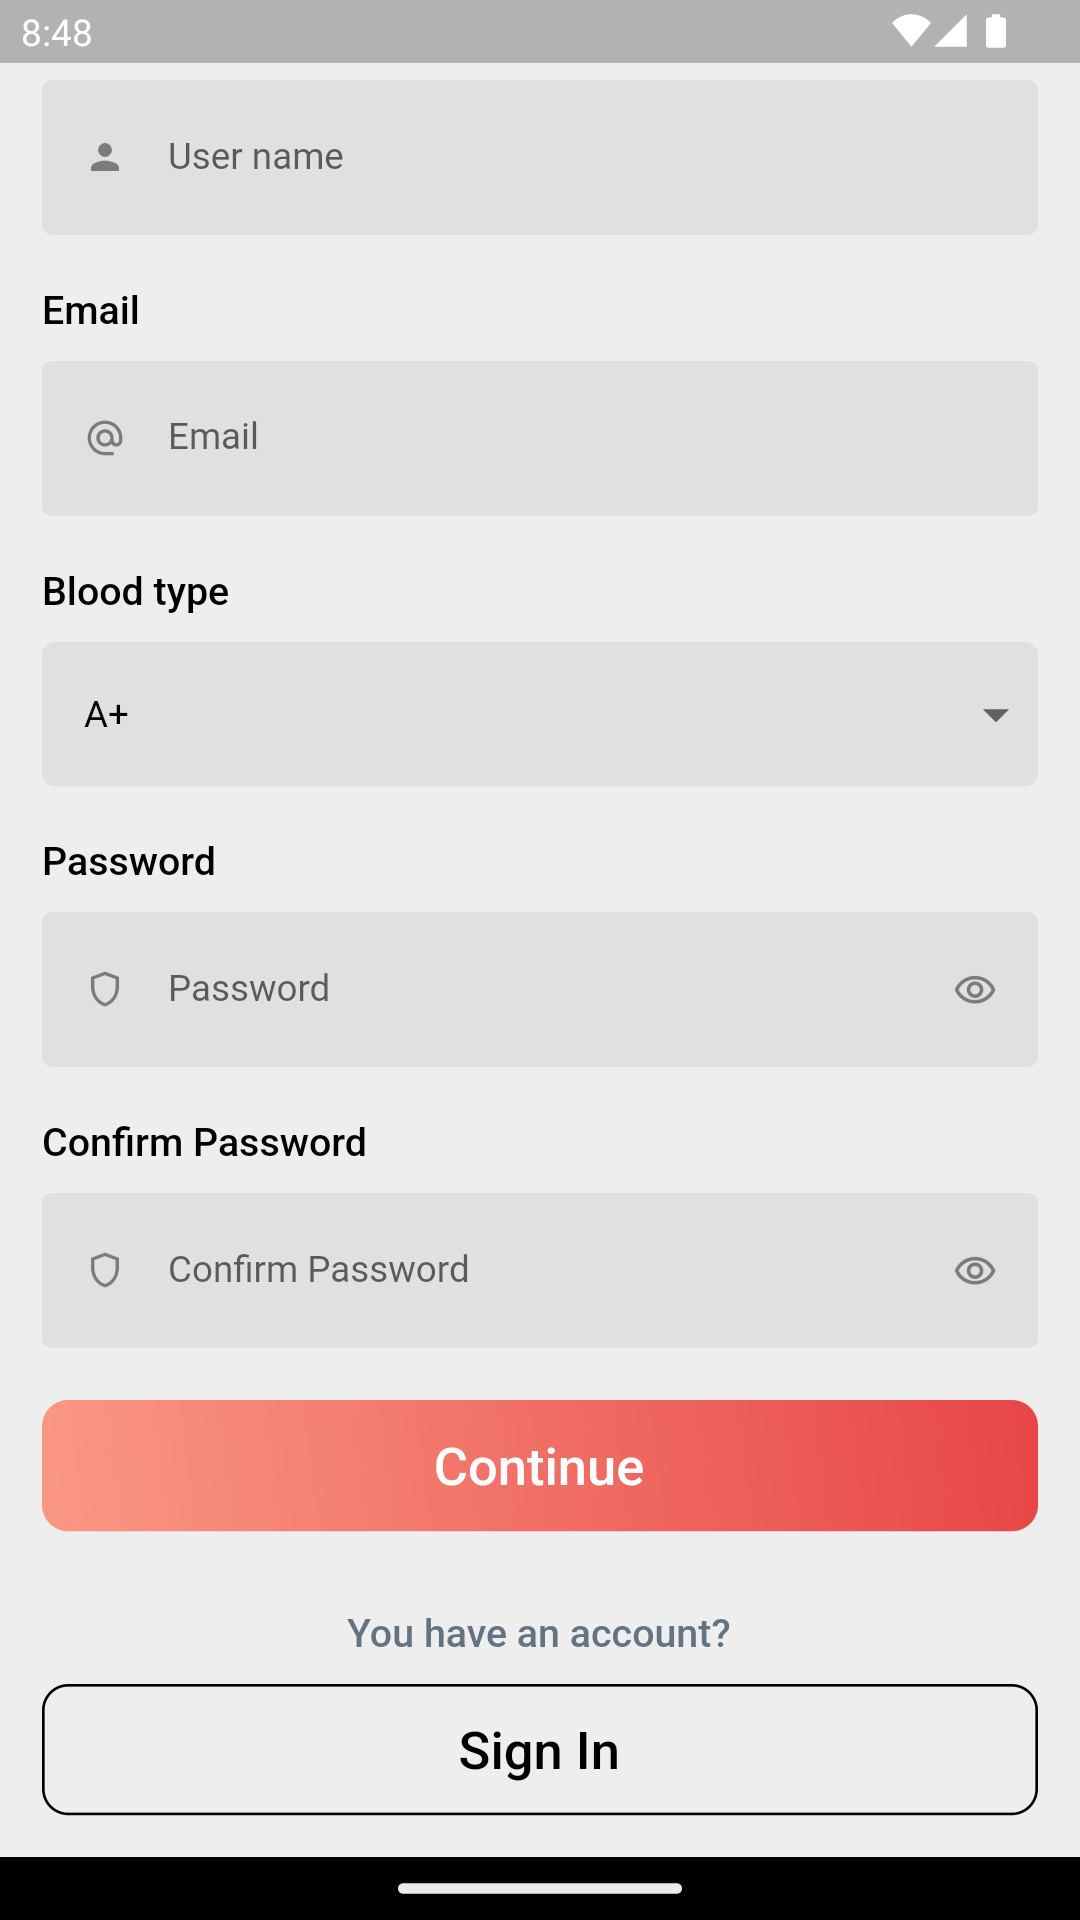 8:48
User name
Email
Email
Blood type
A+
Password
Password
Confirm Password
Confirm Password
Continue
You have an account?
Sign In